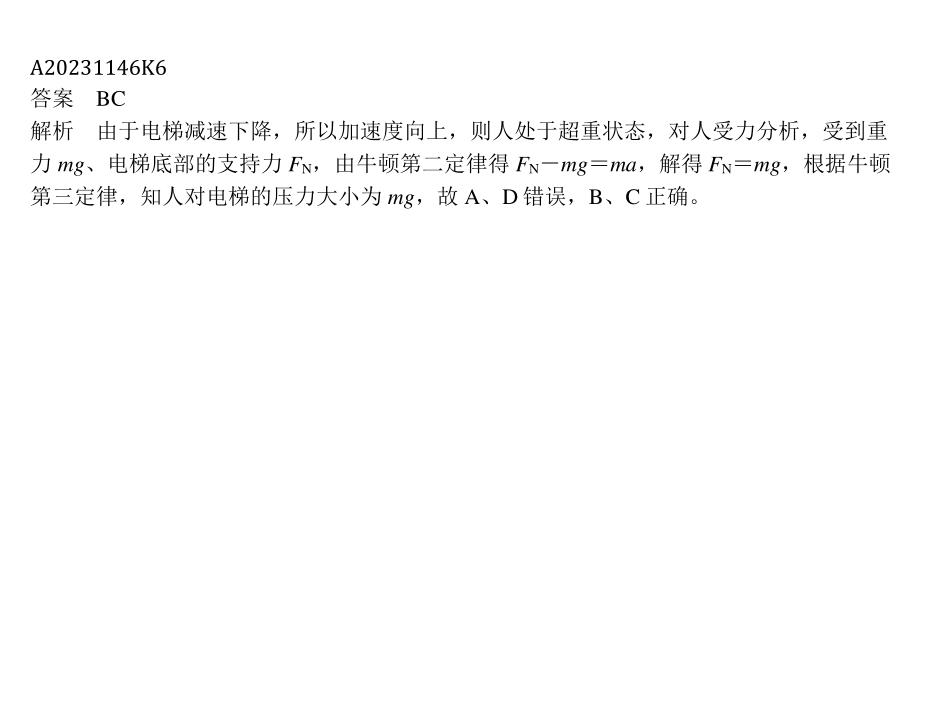 A20231146K6
答案　BC
解析　由于电梯减速下降，所以加速度向上，则人处于超重状态，对人受力分析，受到重
力 mg、电梯底部的支持力 FN，由牛顿第二定律得 FN－mg＝ma，解得 FN＝mg，根据牛顿
第三定律，知人对电梯的压力大小为 mg，故 A、D 错误，B、C 正确。